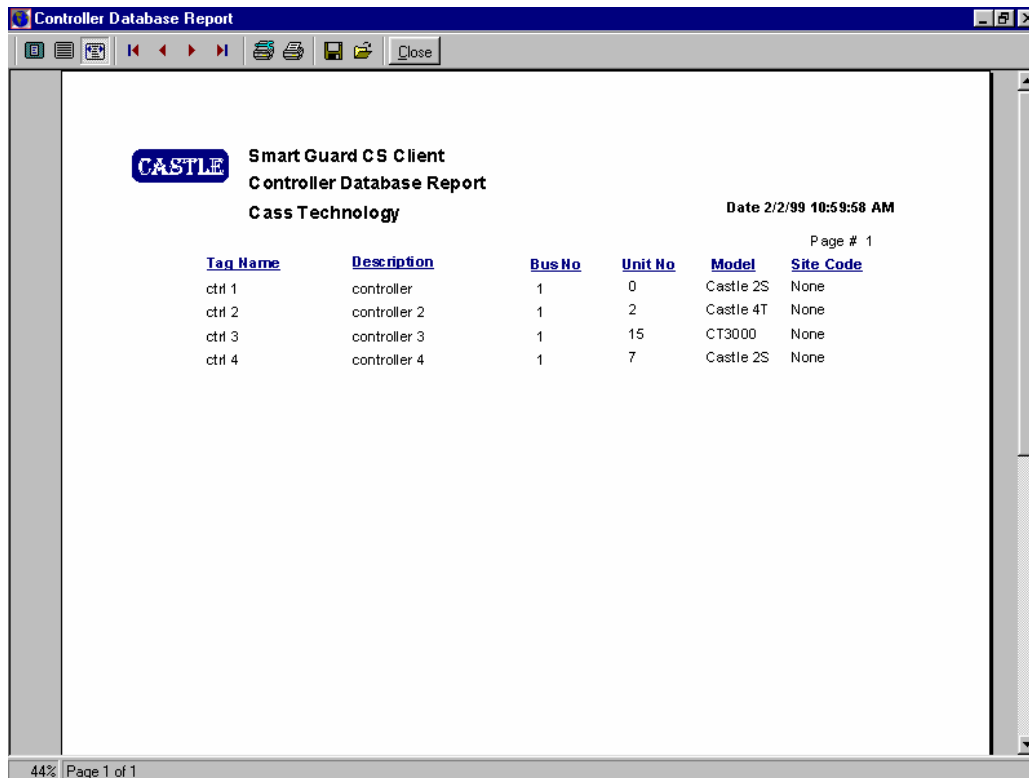 Controller Database Report
Close
CASTLE
Smart Guard CS Client
Controller Database Report
Cass Technology
Date 2/2/99 10:59:58 AM
Page # 1
Tag Name Description Bus No Unit No Model Site Code
ctrl 1 controller 1 0 Castle 2S None
ctrl 2 controller 2 1 2 Castle 4T None
ctrl 3 controller 3 1 15 CT3000 None
ctrl 4 controller 4 1 7 Castle 2S None
44% Page 1 of 1